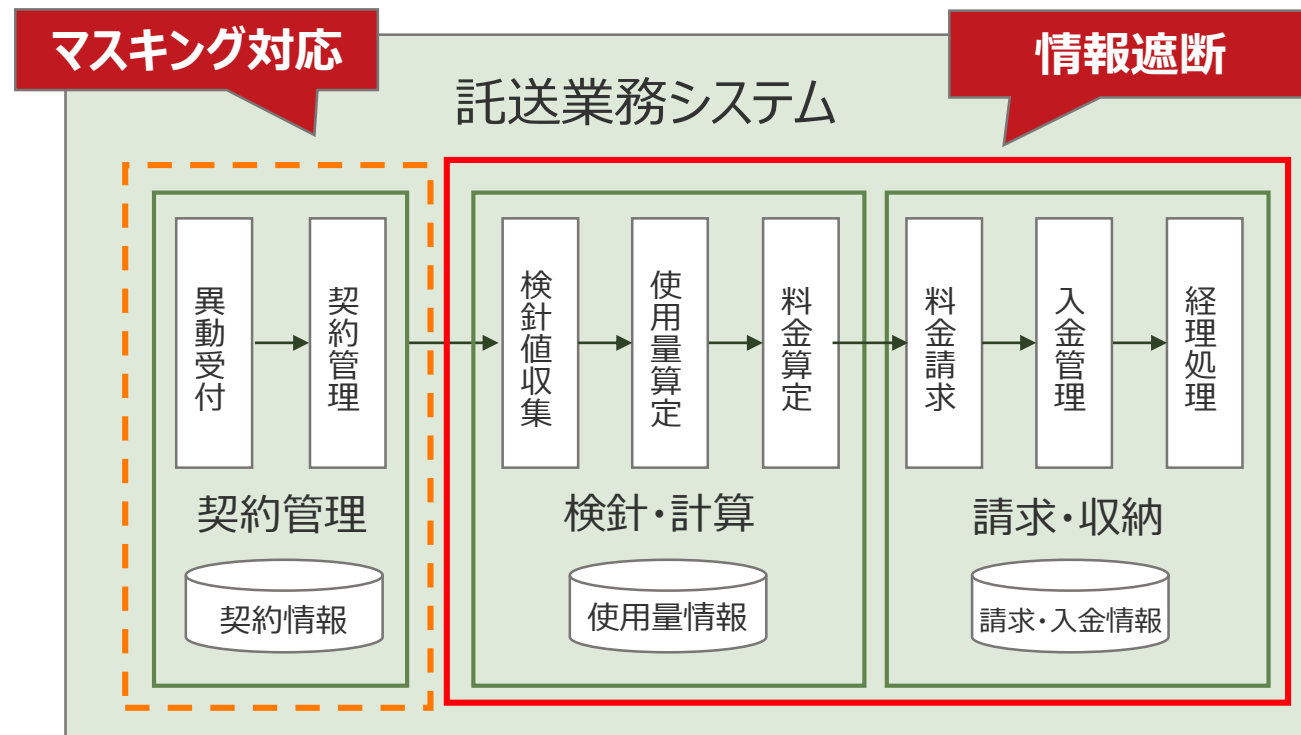 マスキング対応
情報遮断
託送業務システム
異動受付
契約管理
検針値収集
使用量算定
料金算定
料金請求
入金管理
経理処理
契約管理
検針・計算
請求・収納
契約情報
使用量情報
請求・入金情報